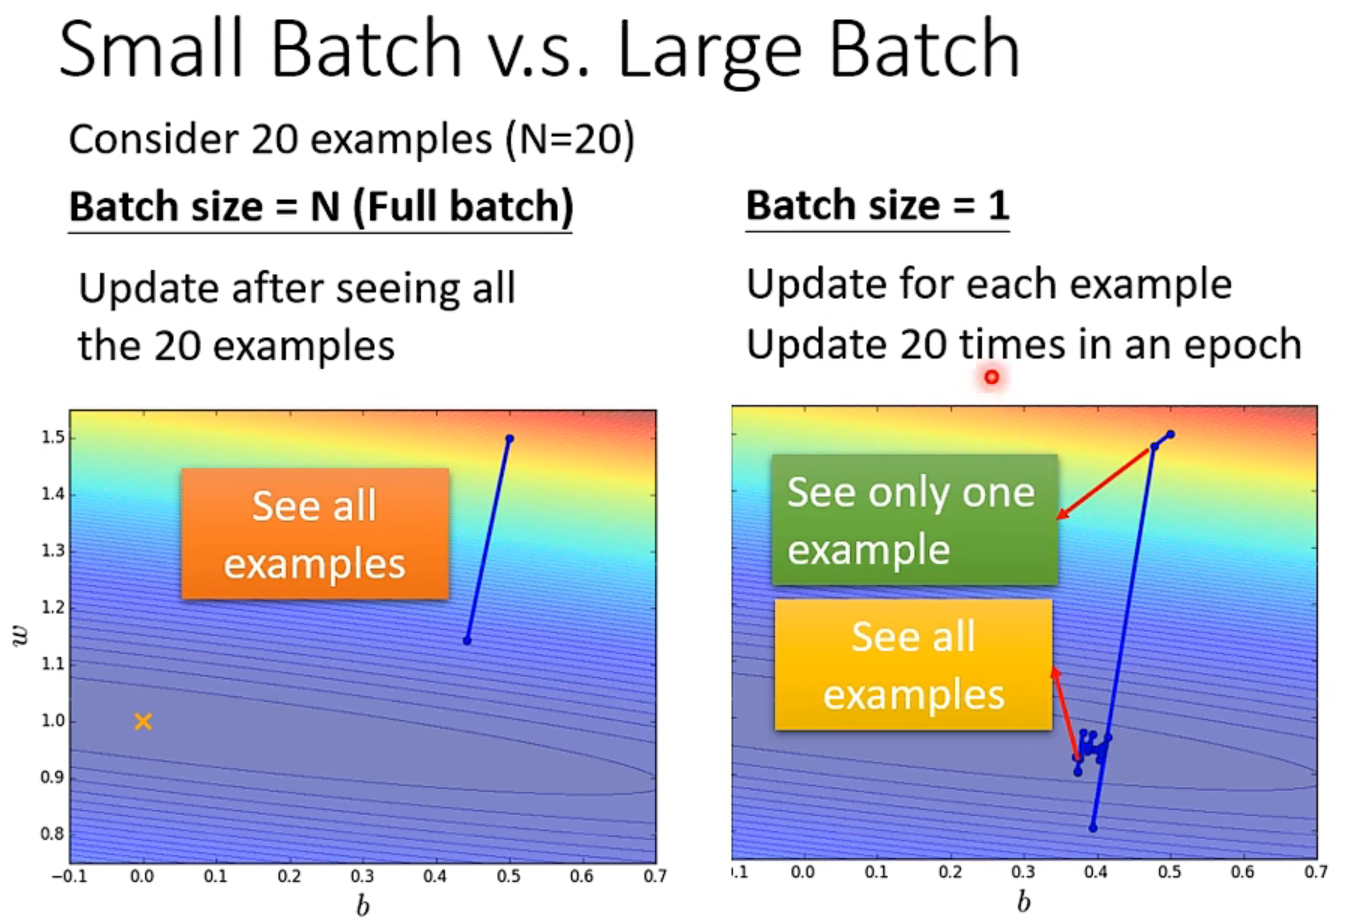 Small Batch v.s. Large Batch
Consider 20 examples (N=20)
Batch size = N (Full batch)
Update after seeing all
the 20 examples
See all
examples
1.5
1.4
1.3
1.2
1.1
1.0
0.9
0.8
w
−0.1 0.0 0.1 0.2 0.3 0.4 0.5 0.6 0.7
b
Batch size = 1
Update for each example
Update 20 times in an epoch
See only one
example
See all
examples
.1 0.0 0.1 0.2 0.3 0.4 0.5 0.6 0.7
b